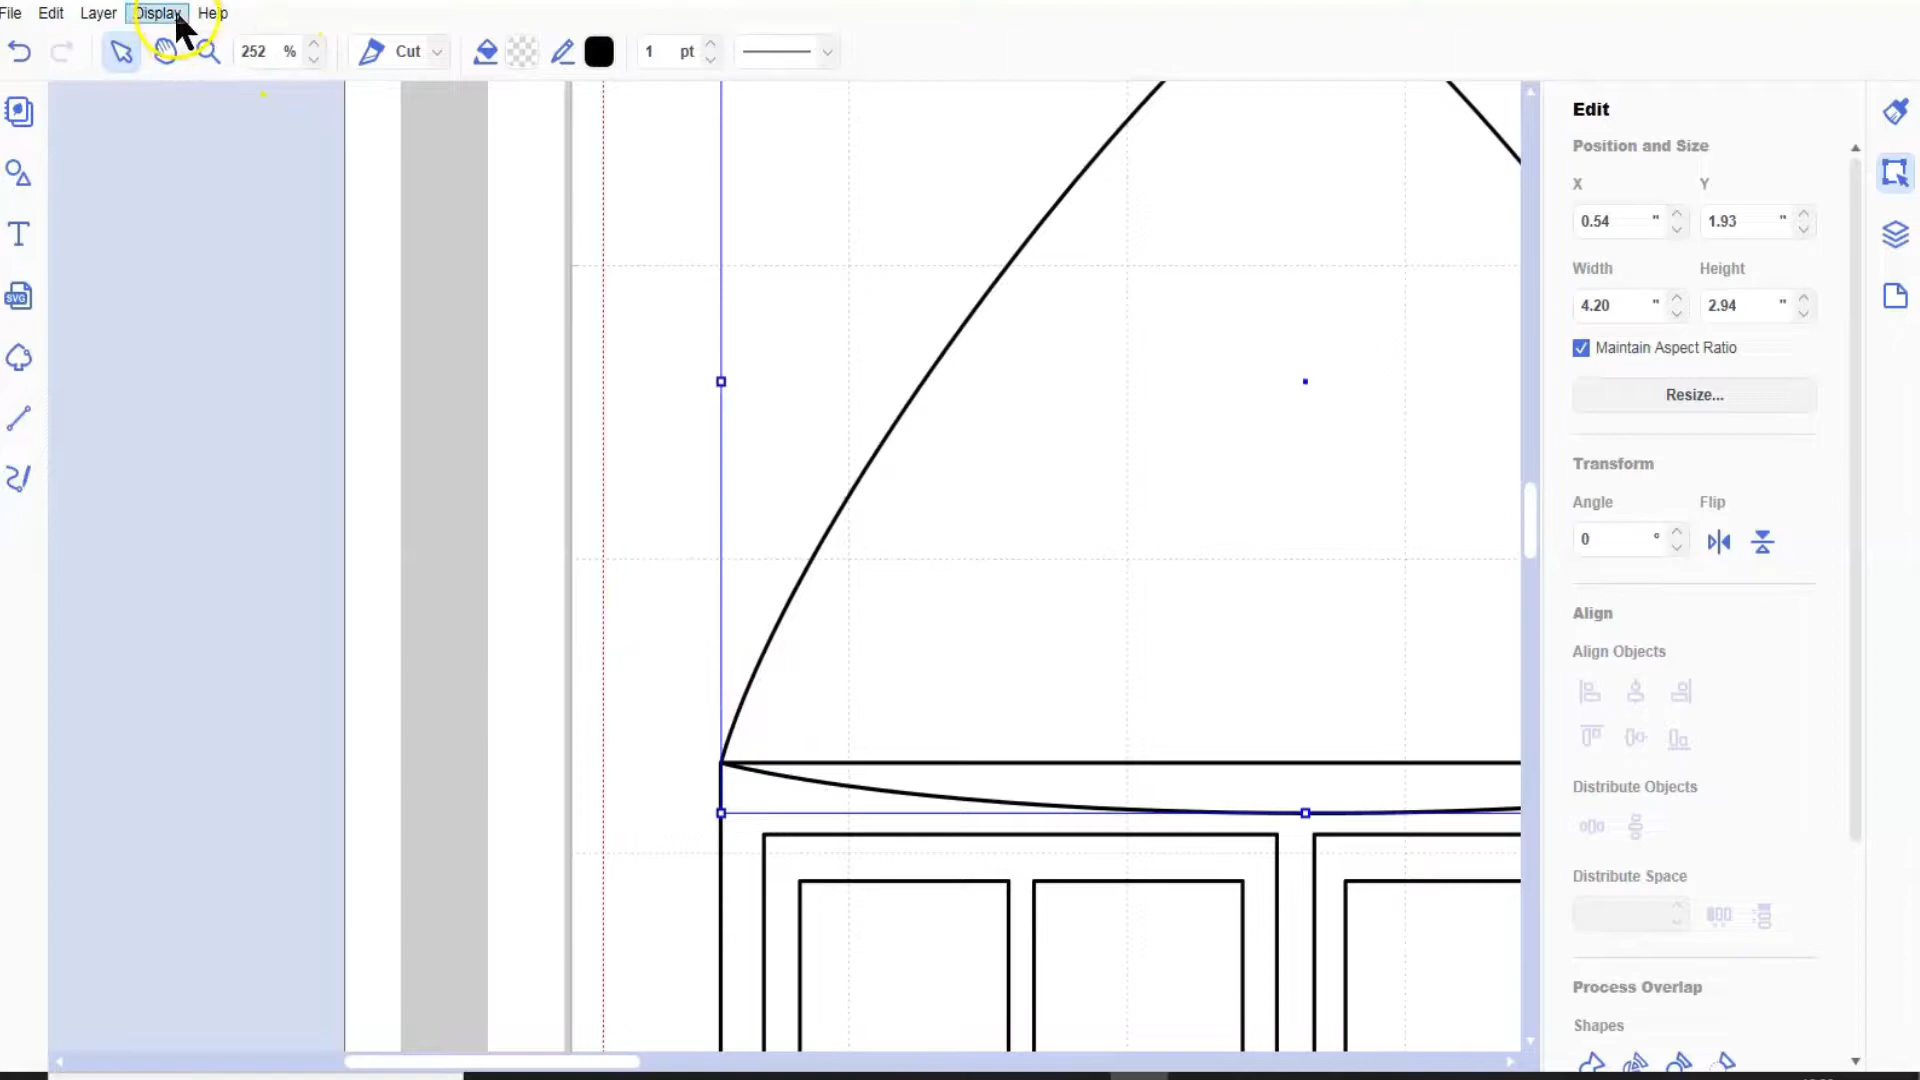 File Edit Layer Display Help
252 % Cut 1 pt
SVG
Edit
Position and Size
X Y
0.54 " 1.93 "
Width Height
4.20 " 2.94 "
Maintain Aspect Ratio
Resize...
Transform
Angle Flip
0 °
Align
Align Objects
Distribute Objects
Distribute Space
Process Overlap
Shapes